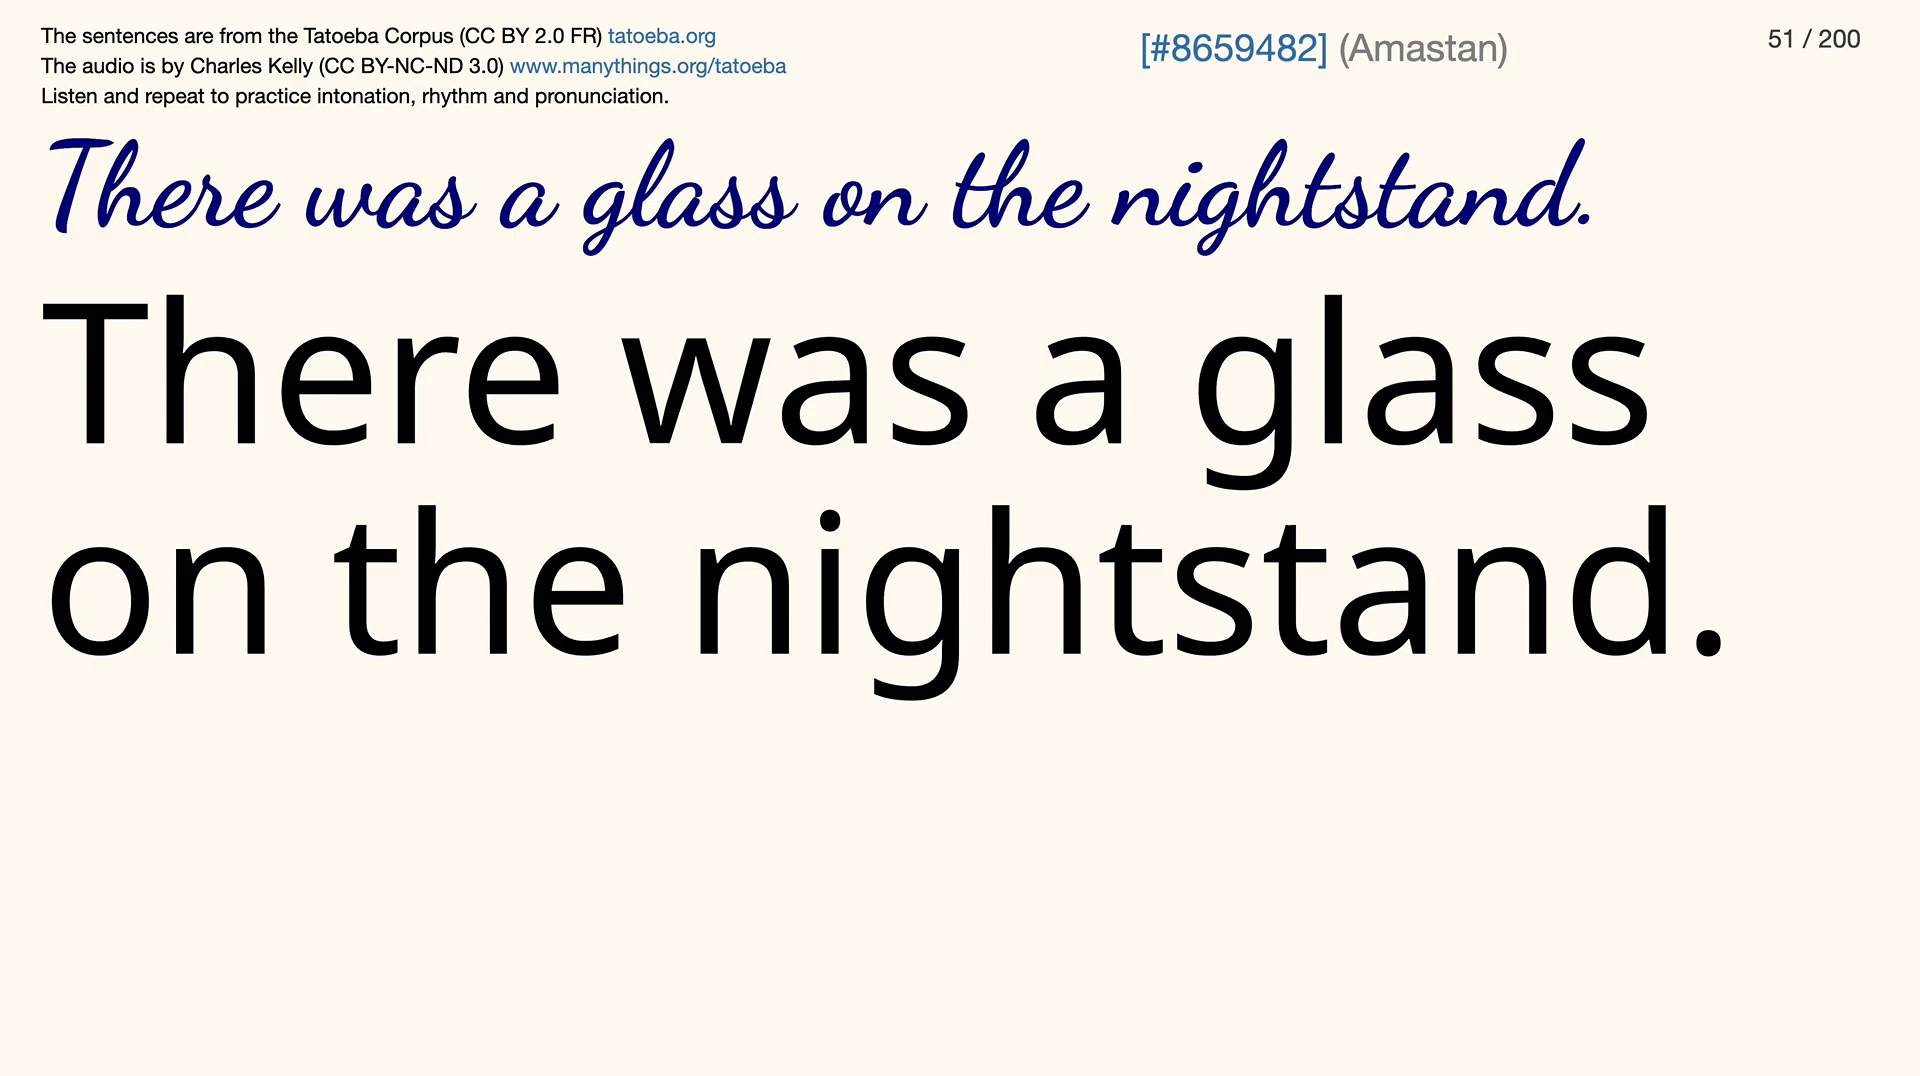 The sentences are from the Tatoeba Corpus (CC BY 2.0 FR) tatoeba.org
The audio is by Charles Kelly (CC BY-NC-ND 3.0) www.manythings.org/tatoeba
Listen and repeat to practice intonation, rhythm and pronunciation.
[#8659482] (Amastan)
51 / 200
There was a glass on the nightstand.
There was a glass
on the nightstand.